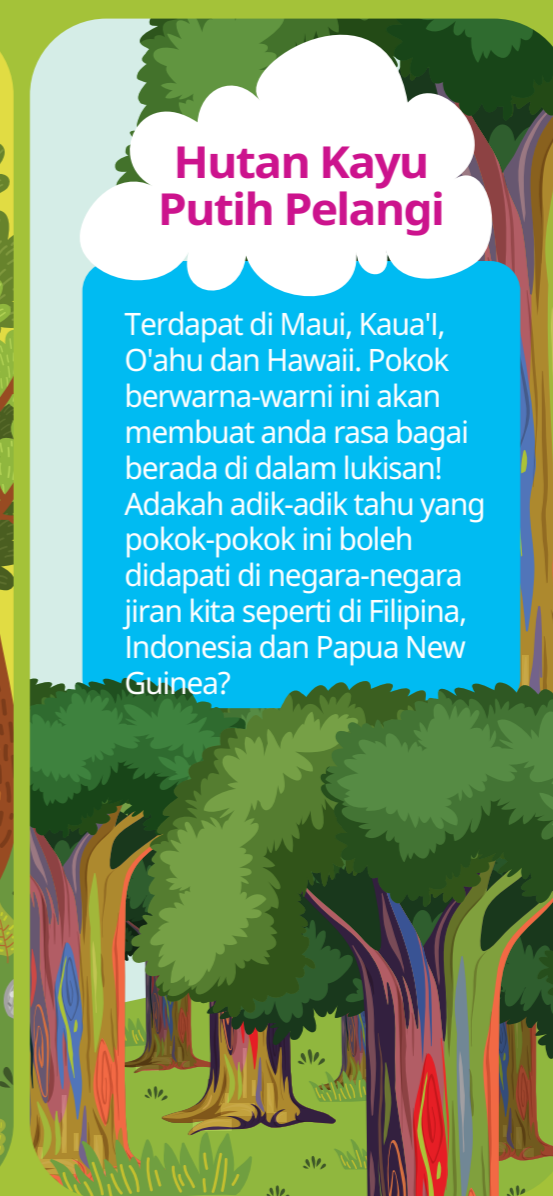 Hutan Kayu
Putih Pelangi
Terdapat di Maui, Kaua'I,
O'ahu dan Hawaii. Pokok
berwarna-warni ini akan
membuat anda rasa bagai
berada di dalam lukisan!
Adakah adik-adik tahu yang
pokok-pokok ini boleh
didapati di negara-negara
jiran kita seperti di Filipina,
Indonesia dan Papua New
Guinea?